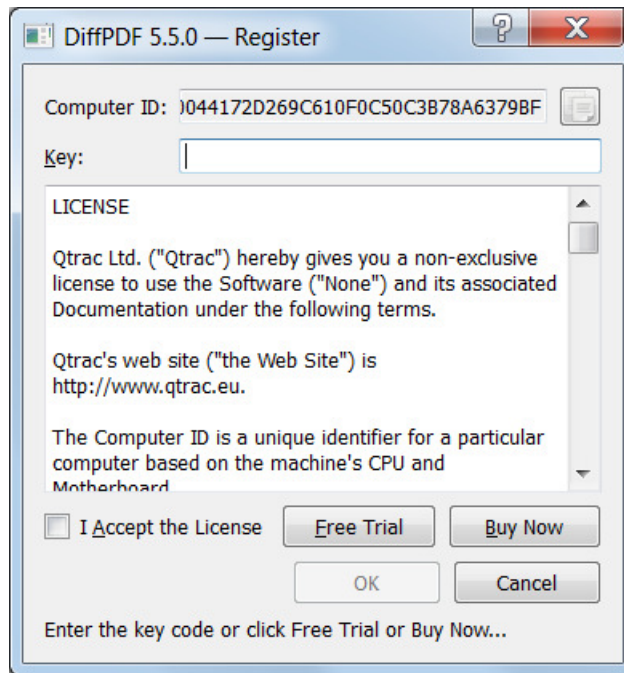 DiffPDF 5.5.0 — Register
Computer ID: 0044172D269C610F0C50C3B78A6379BF
Key:
LICENSE
Qtrac Ltd. ("Qtrac") hereby gives you a non-exclusive
license to use the Software ("None") and its associated
Documentation under the following terms.
Qtrac's web site ("the Web Site") is
http://www.qtrac.eu.
The Computer ID is a unique identifier for a particular
computer based on the machine's CPU and
Motherboard
I Accept the License Free Trial Buy Now
OK Cancel
Enter the key code or click Free Trial or Buy Now...